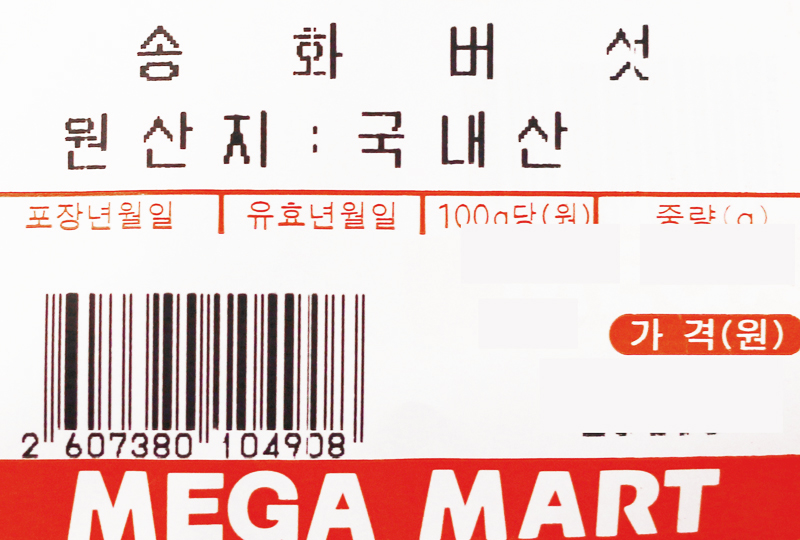 송 화 버 섯
원 산 지 : 국 내 산
포장년월일 유효년월일 100g당(원) 중량(g)
가 격(원)
2 607380 104908
MEGA MART